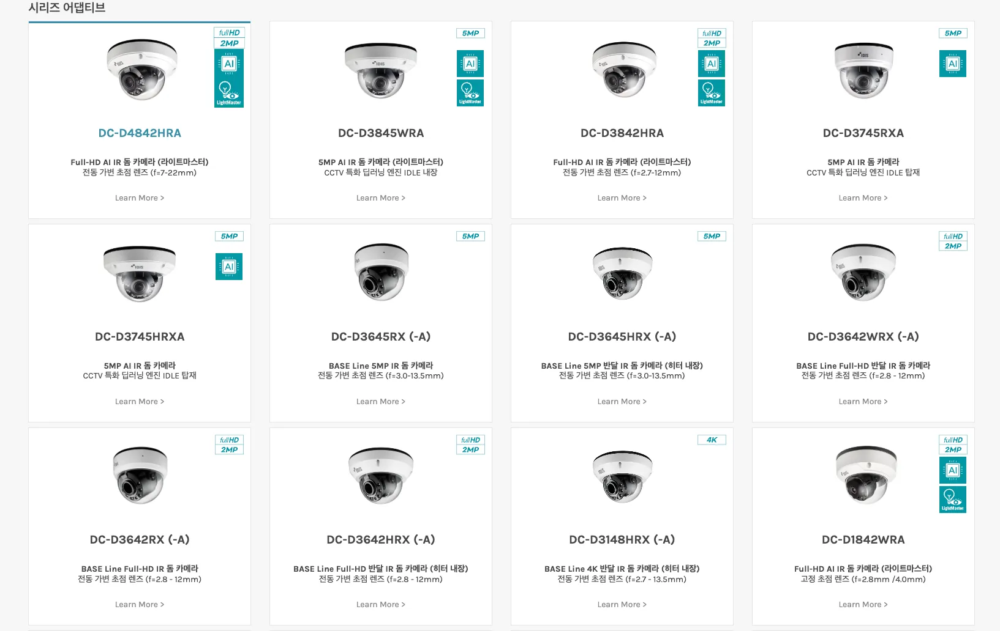 시리즈 어댑티브
fullHD
2MP
AI
LightMaster
IDIS
DC-D4842HRA
Full-HD AI IR 돔 카메라 (라이트마스터)
전동 가변 초점 렌즈 (f=7-22mm)
Learn More >
5MP
AI
LightMaster
IDIS
DC-D3845WRA
5MP AI IR 돔 카메라 (라이트마스터)
CCTV 특화 딥러닝 엔진 IDLE 내장
Learn More >
fullHD
2MP
AI
LightMaster
IDIS
DC-D3842HRA
Full-HD AI IR 돔 카메라 (라이트마스터)
전동 가변 초점 렌즈 (f=2.7-12mm)
Learn More >
5MP
AI
IDIS
DC-D3745RXA
5MP AI IR 돔 카메라
CCTV 특화 딥러닝 엔진 IDLE 탑재
Learn More >
5MP
AI
IDIS
DC-D3745HRXA
5MP AI IR 돔 카메라
CCTV 특화 딥러닝 엔진 IDLE 탑재
Learn More >
5MP
DC-D3645RX (-A)
BASE Line 5MP IR 돔 카메라
전동 가변 초점 렌즈 (f=3.0-13.5mm)
Learn More >
5MP
IDIS
DC-D3645HRX (-A)
BASE Line 5MP 반달 IR 돔 카메라 (히터 내장)
전동 가변 초점 렌즈 (f=3.0-13.5mm)
Learn More >
fullHD
2MP
IDIS
DC-D3642WRX (-A)
BASE Line Full-HD 반달 IR 돔 카메라
전동 가변 초점 렌즈 (f=2.8 - 12mm)
Learn More >
fullHD
2MP
DC-D3642RX (-A)
BASE Line Full-HD IR 돔 카메라
전동 가변 초점 렌즈 (f=2.8 - 12mm)
Learn More >
fullHD
2MP
IDIS
DC-D3642HRX (-A)
BASE Line Full-HD 반달 IR 돔 카메라 (히터 내장)
전동 가변 초점 렌즈 (f=2.8 - 12mm)
Learn More >
4K
IDIS
DC-D3148HRX (-A)
BASE Line 4K 반달 IR 돔 카메라 (히터 내장)
전동 가변 초점 렌즈 (f=2.7 - 13.5mm)
Learn More >
fullHD
2MP
AI
LightMaster
IDIS
DC-D1842WRA
Full-HD AI IR 돔 카메라 (라이트마스터)
고정 초점 렌즈 (f=2.8mm /4.0mm)
Learn More >